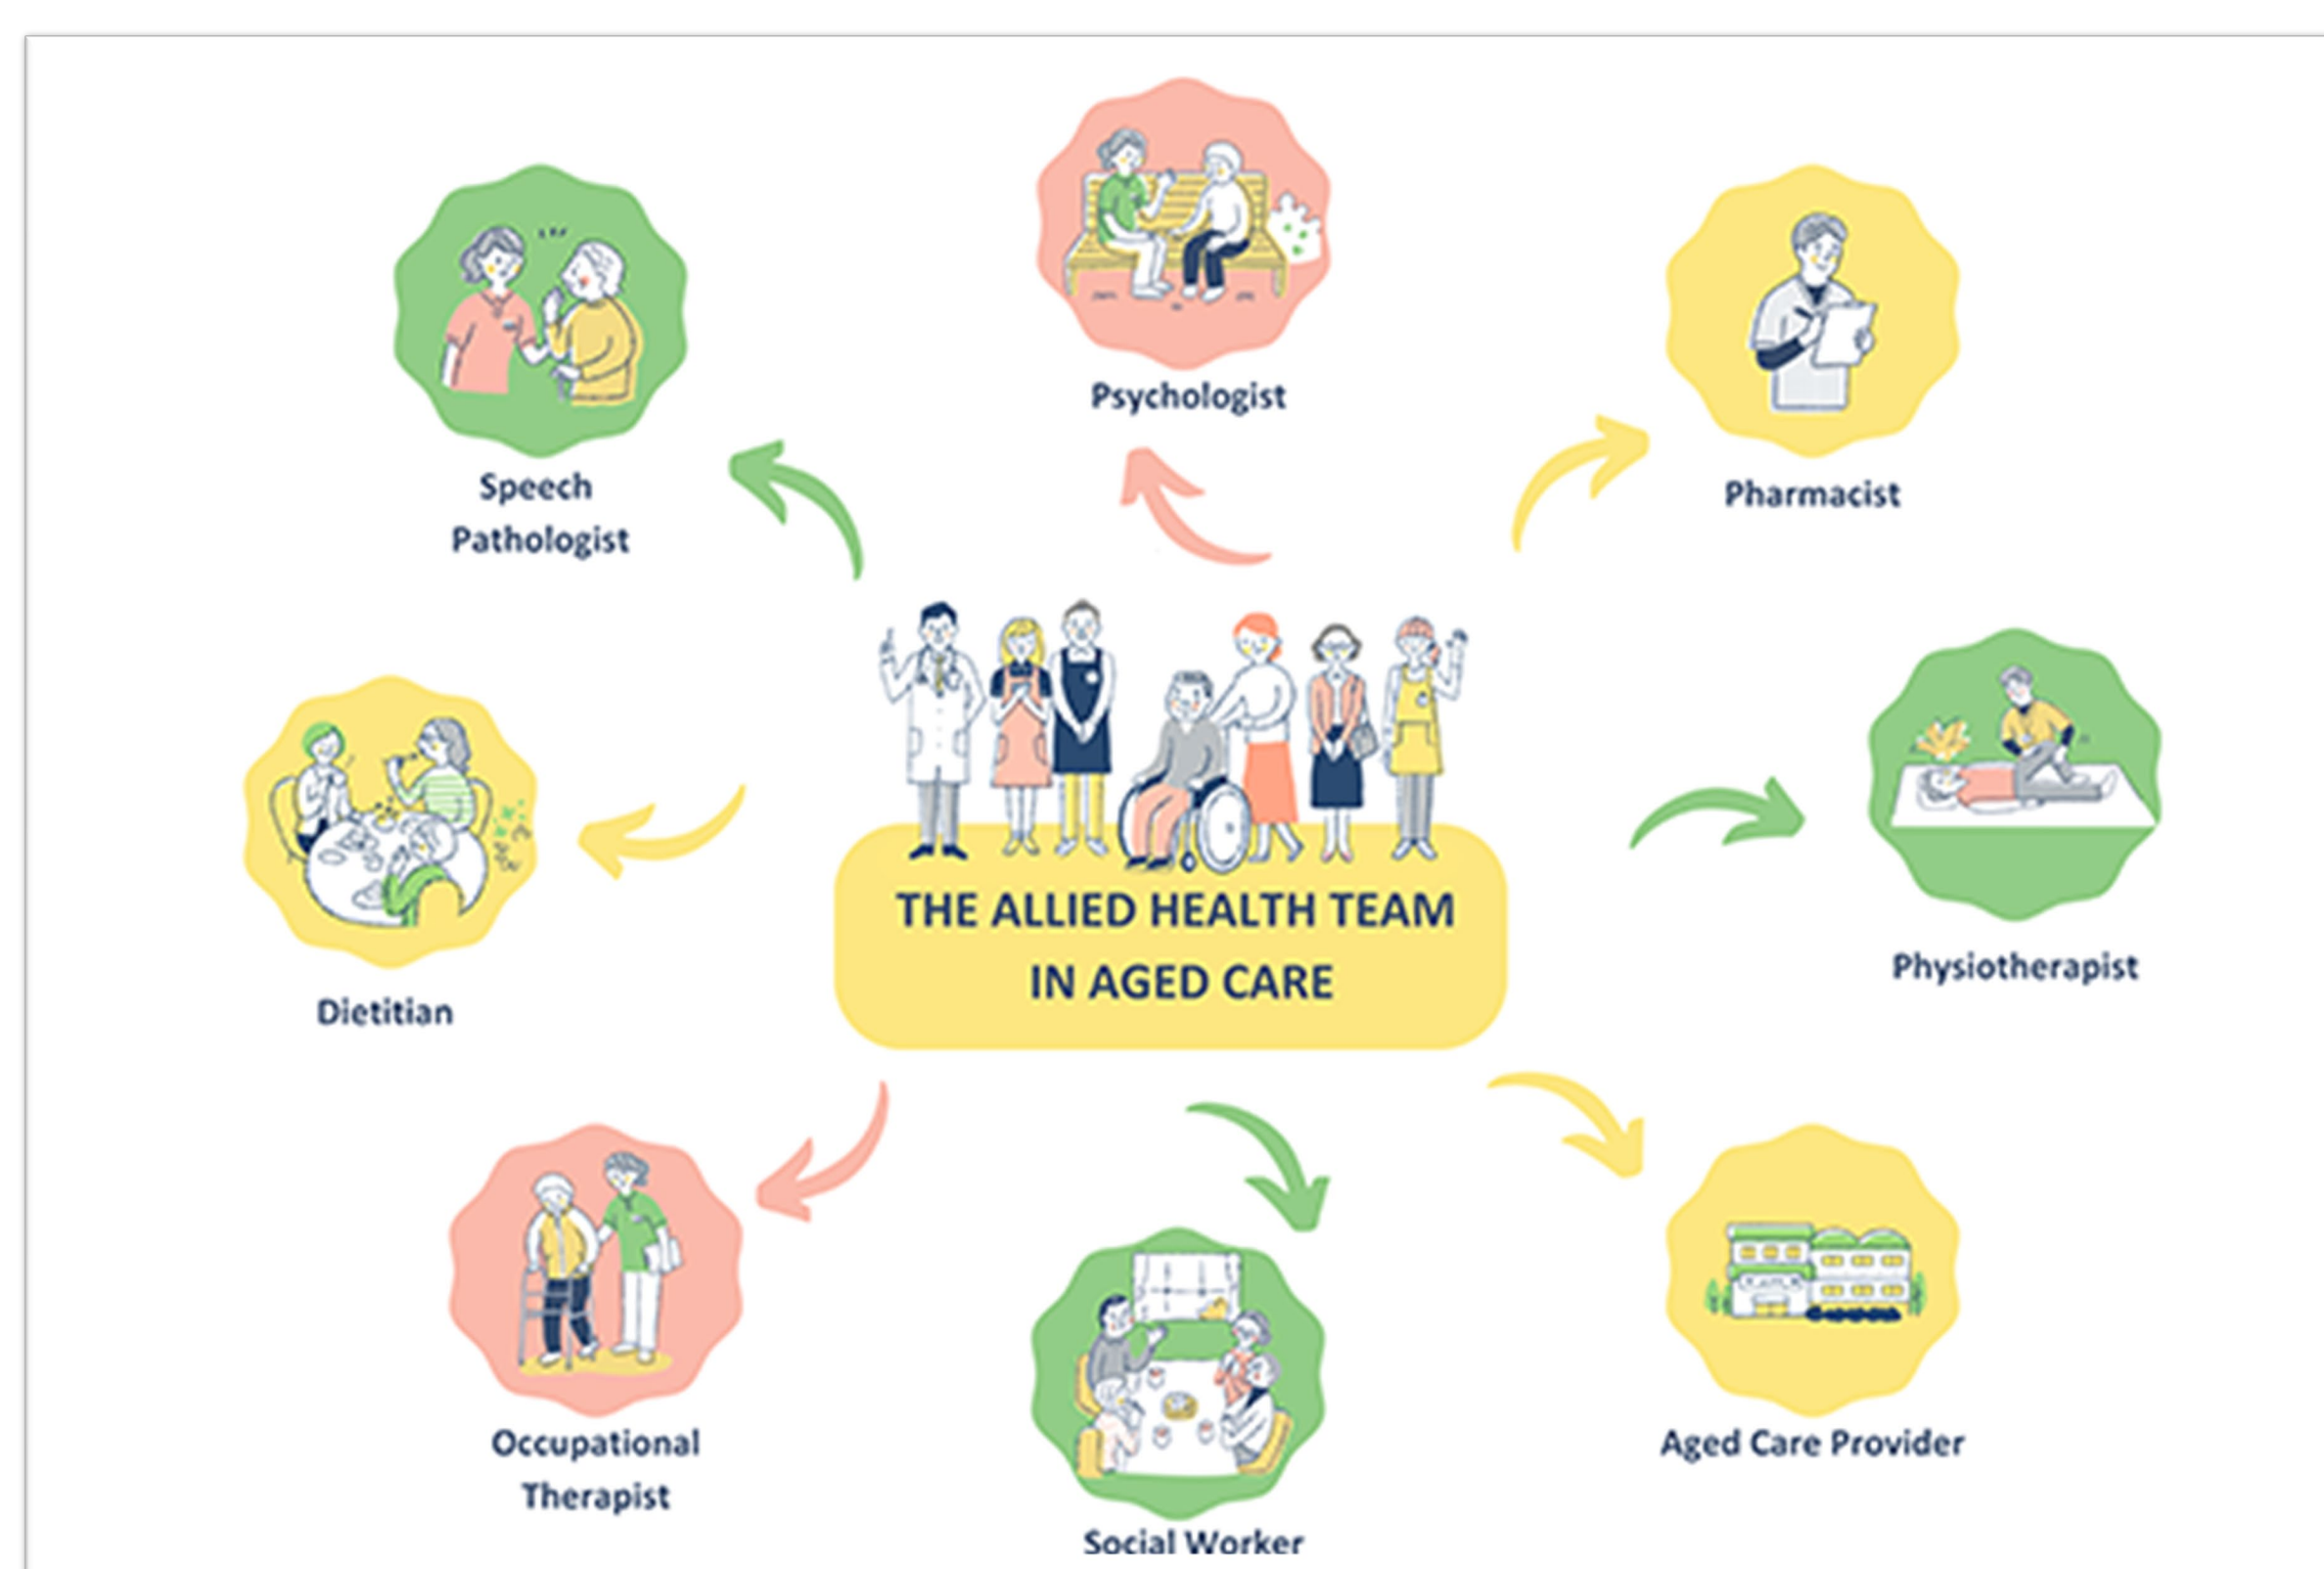 Psychologist
Speech
Pathologist
Pharmacist
THE ALLIED HEALTH TEAM
IN AGED CARE
Physiotherapist
Dietitian
Occupational
Therapist
Aged Care Provider
Social Worker